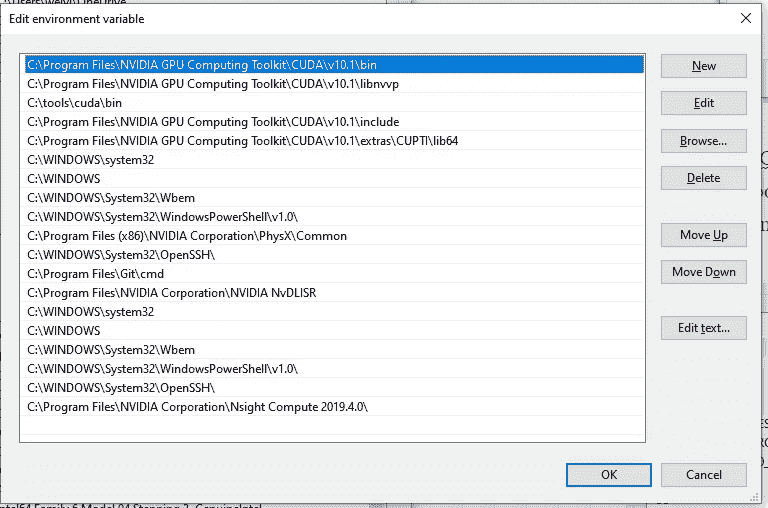 Edit environment variable
C:\Program Files\NVIDIA GPU Computing Toolkit\CUDA\v10.1\bin
C:\Program Files\NVIDIA GPU Computing Toolkit\CUDA\v10.1\libnvvp
C:\tools\cuda\bin
C:\Program Files\NVIDIA GPU Computing Toolkit\CUDA\v10.1\include
C:\Program Files\NVIDIA GPU Computing Toolkit\CUDA\v10.1\extras\CUPTI\lib64
C:\WINDOWS\system32
C:\WINDOWS
C:\WINDOWS\System32\Wbem
C:\WINDOWS\System32\WindowsPowerShell\v1.0\
C:\Program Files (x86)\NVIDIA Corporation\PhysX\Common
C:\WINDOWS\System32\OpenSSH\
C:\Program Files\Git\cmd
C:\Program Files\NVIDIA Corporation\NVIDIA NvDLISR
C:\WINDOWS\system32
C:\WINDOWS
C:\WINDOWS\System32\Wbem
C:\WINDOWS\System32\WindowsPowerShell\v1.0\
C:\WINDOWS\System32\OpenSSH\
C:\Program Files\NVIDIA Corporation\Nsight Compute 2019.4.0\
New
Edit
Browse...
Delete
Move Up
Move Down
Edit text...
OK
Cancel